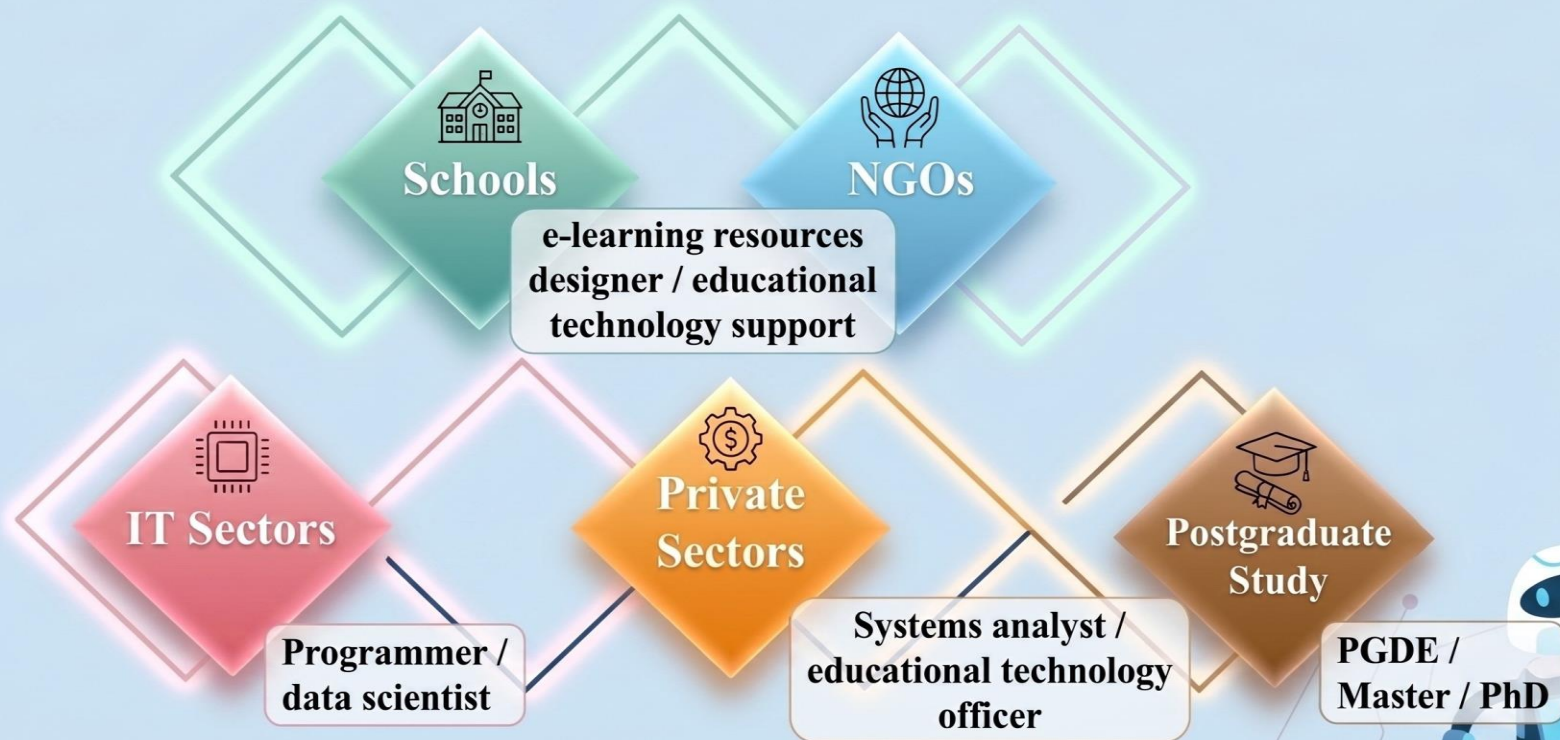 Schools
NGOs
e-learning resources
designer / educational
technology support
IT Sectors
Programmer /
data scientist
Private
Sectors
$
Systems analyst /
educational technology
officer
Postgraduate
Study
PGDE /
Master / PhD